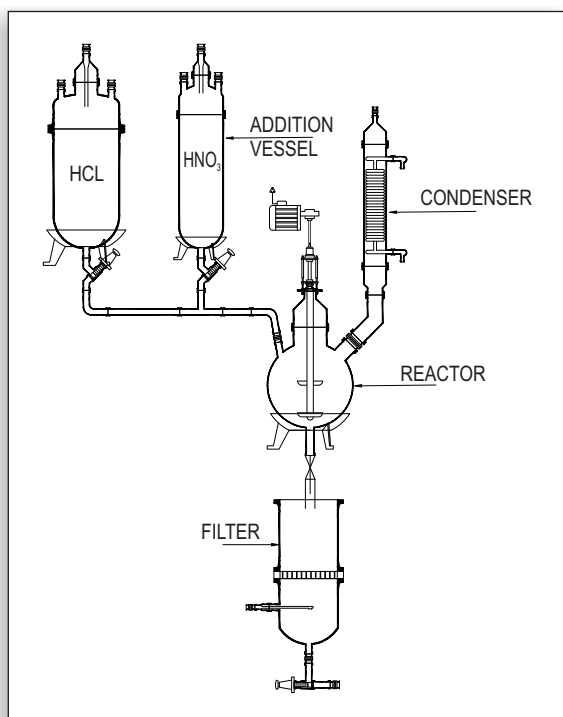 ADDITION
VESSEL
HCL
HNO₃
CONDENSER
REACTOR
FILTER